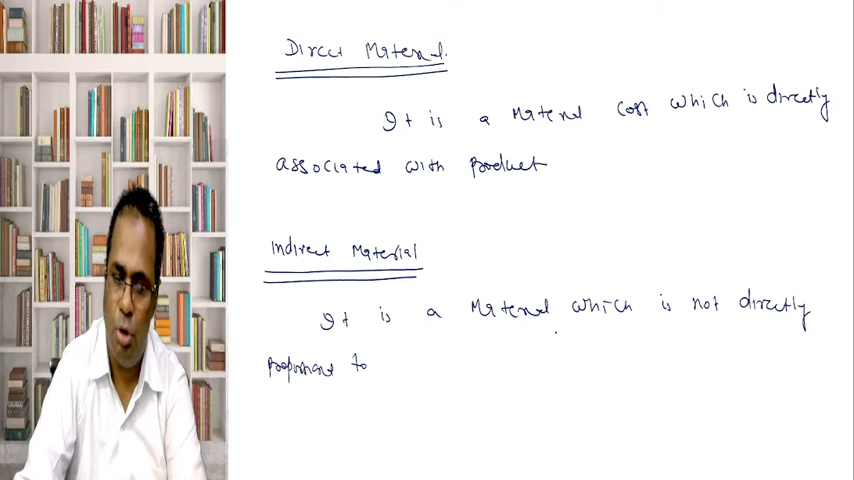 Direct Material.
It is a Material cost which is directly
associated with Product
Indirect Material
It is a Material which is not directly
to